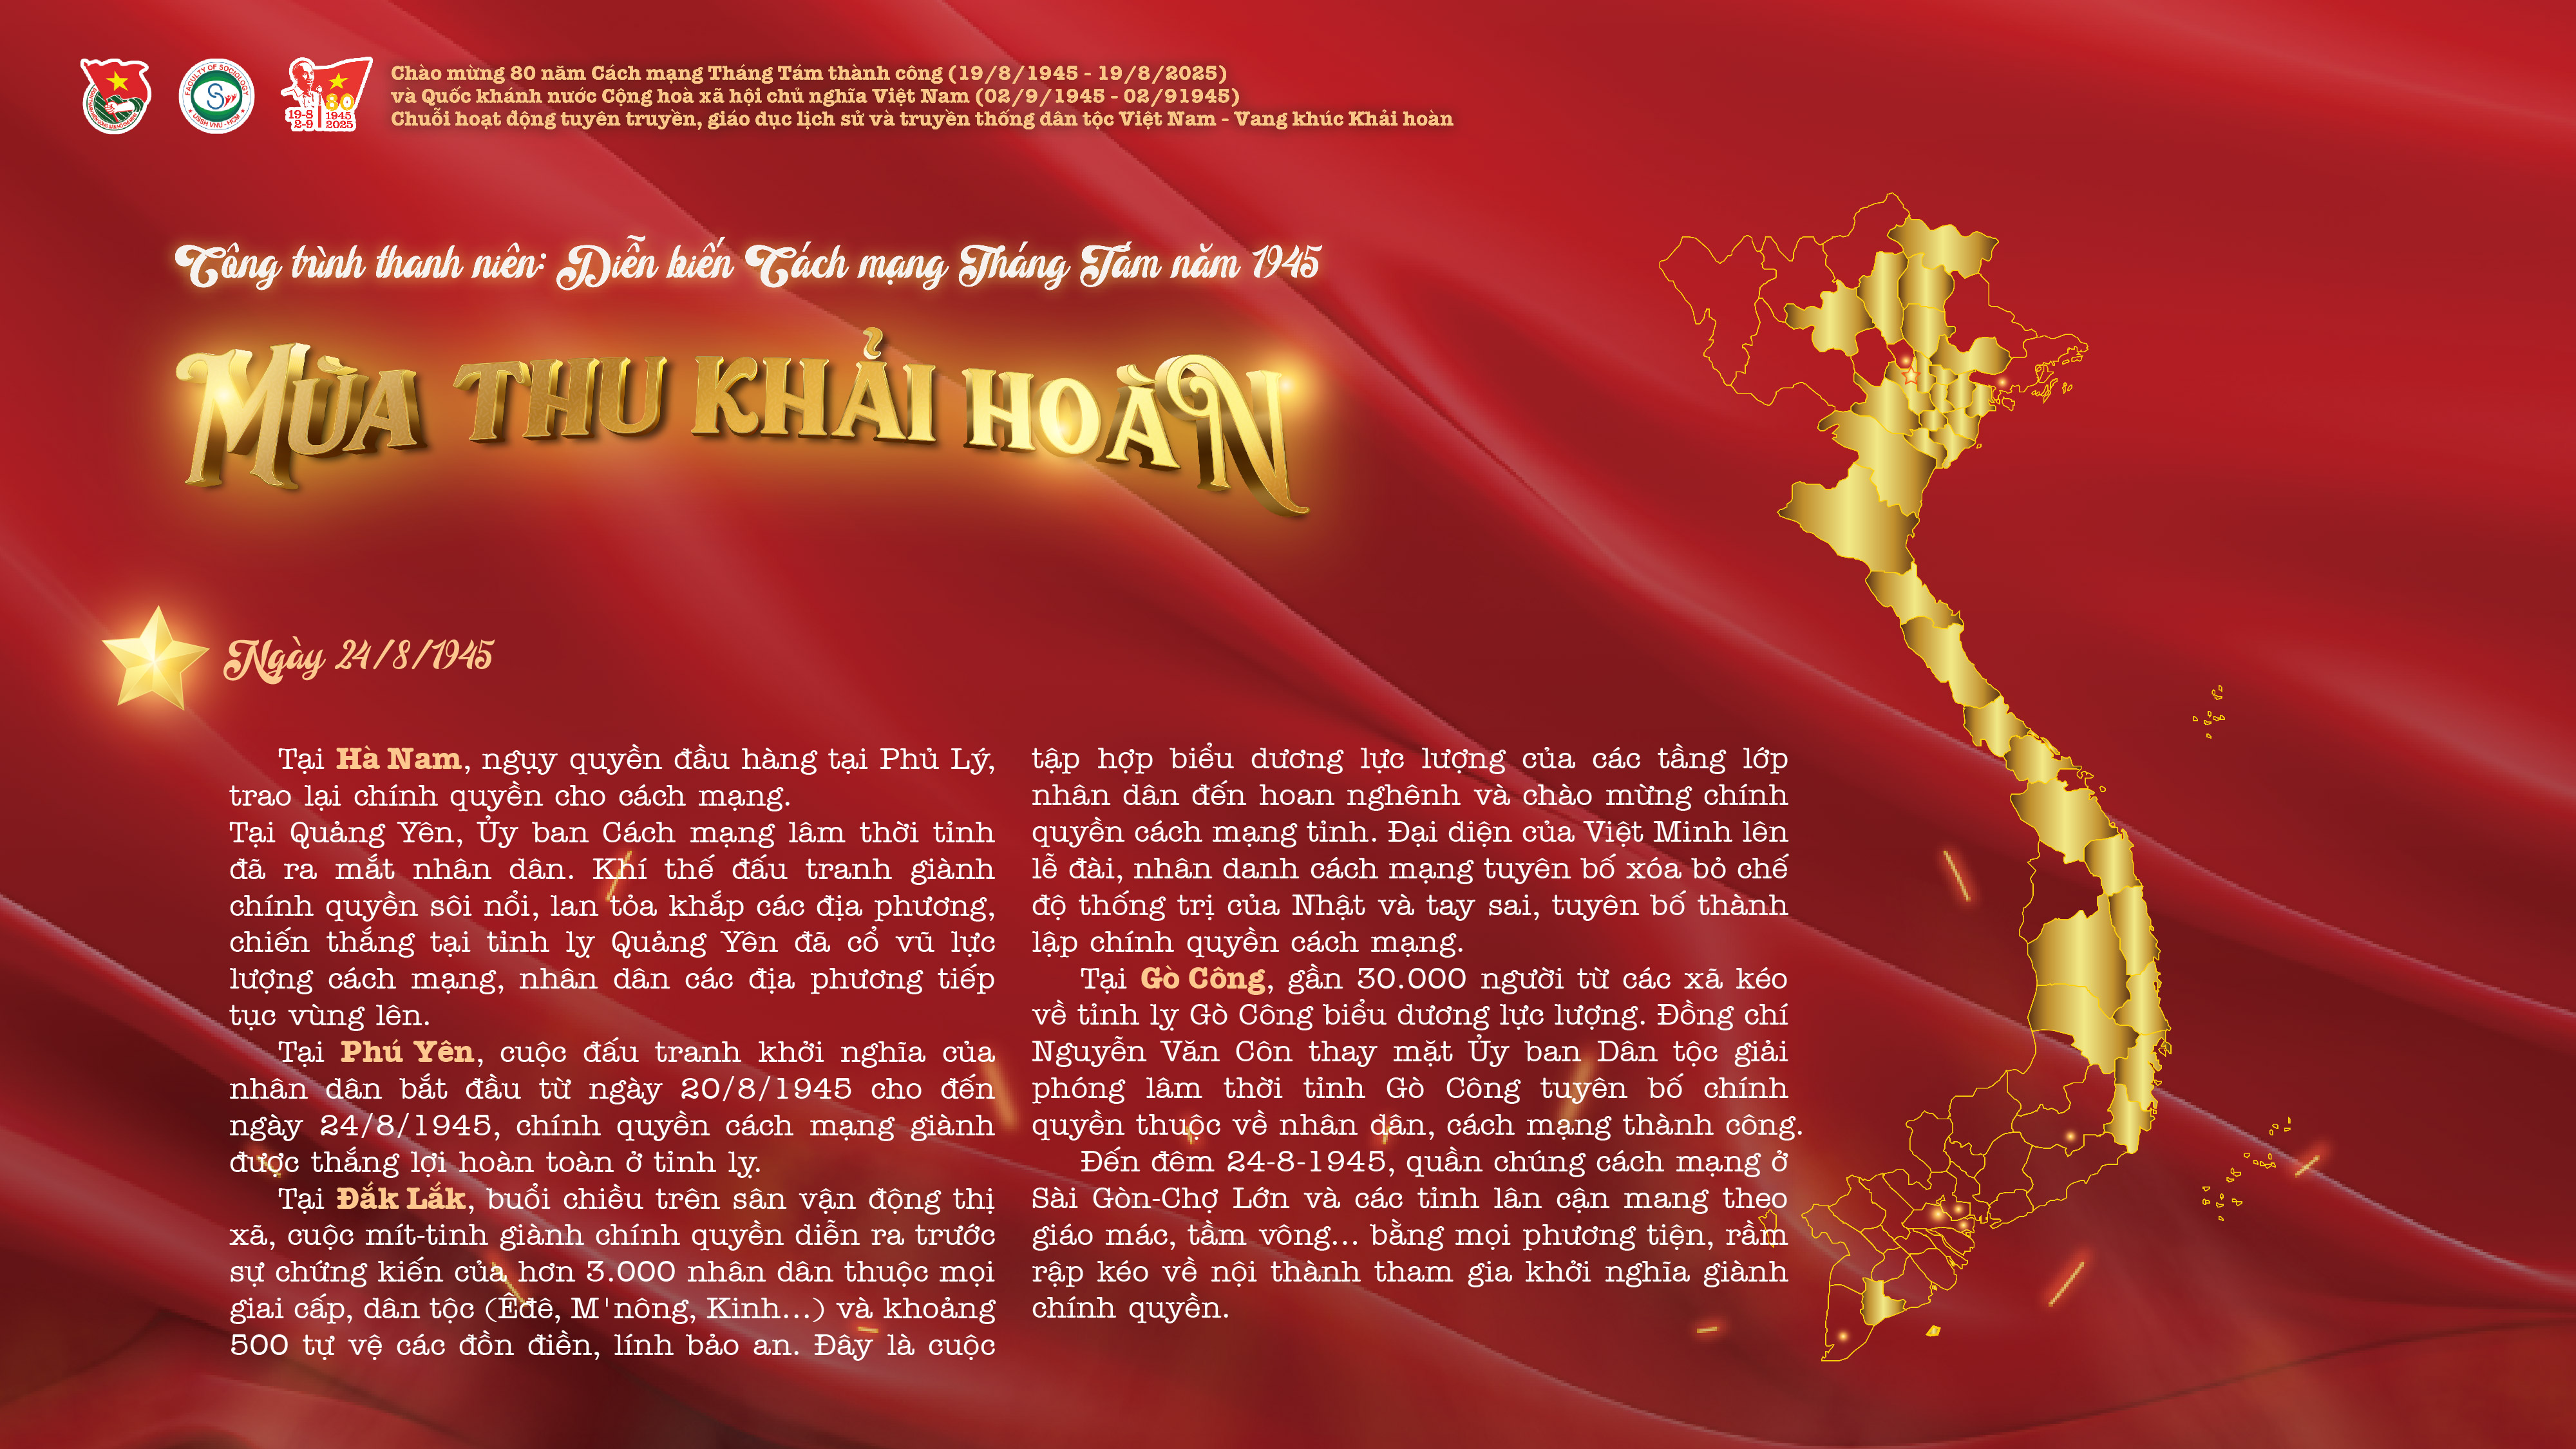 FACULTY OF SOCIOLOGY
USSH VNU - HCM
80
19-8 1945
2-9 2025
Chào mừng 80 năm Cách mạng Tháng Tám thành công (19/8/1945 - 19/8/2025)
và Quốc khánh nước Cộng hoà xã hội chủ nghĩa Việt Nam (02/9/1945 - 02/91945)
Chuỗi hoạt động tuyên truyền, giáo dục lịch sử và truyền thống dân tộc Việt Nam - Vang khúc Khải hoàn
Công trình thanh niên: Diễn biến Cách mạng Tháng Tám năm 1945
MÙA THU KHẢI HOÀN
Ngày 24/8/1945
Tại Hà Nam, ngụy quyền đầu hàng tại Phủ Lý,
trao lại chính quyền cho cách mạng.
Tại Quảng Yên, Ủy ban Cách mạng lâm thời tỉnh
đã ra mắt nhân dân. Khí thế đấu tranh giành
chính quyền sôi nổi, lan tỏa khắp các địa phương,
chiến thắng tại tỉnh lỵ Quảng Yên đã cổ vũ lực
lượng cách mạng, nhân dân các địa phương tiếp
tục vùng lên.
Tại Phú Yên, cuộc đấu tranh khởi nghĩa của
nhân dân bắt đầu từ ngày 20/8/1945 cho đến
ngày 24/8/1945, chính quyền cách mạng giành
được thắng lợi hoàn toàn ở tỉnh lỵ.
Tại Đắk Lắk, buổi chiều trên sân vận động thị
xã, cuộc mít-tinh giành chính quyền diễn ra trước
sự chứng kiến của hơn 3.000 nhân dân thuộc mọi
giai cấp, dân tộc (Êđê, M'nông, Kinh...) và khoảng
500 tự vệ các đồn điền, lính bảo an. Đây là cuộc
tập hợp biểu dương lực lượng của các tầng lớp
nhân dân đến hoan nghênh và chào mừng chính
quyền cách mạng tỉnh. Đại diện của Việt Minh lên
lễ đài, nhân danh cách mạng tuyên bố xóa bỏ chế
độ thống trị của Nhật và tay sai, tuyên bố thành
lập chính quyền cách mạng.
Tại Gò Công, gần 30.000 người từ các xã kéo
về tỉnh lỵ Gò Công biểu dương lực lượng. Đồng chí
Nguyễn Văn Côn thay mặt Ủy ban Dân tộc giải
phóng lâm thời tỉnh Gò Công tuyên bố chính
quyền thuộc về nhân dân, cách mạng thành công.
Đến đêm 24-8-1945, quần chúng cách mạng ở
Sài Gòn-Chợ Lớn và các tỉnh lân cận mang theo
giáo mác, tầm vông... bằng mọi phương tiện, rầm
rập kéo về nội thành tham gia khởi nghĩa giành
chính quyền.